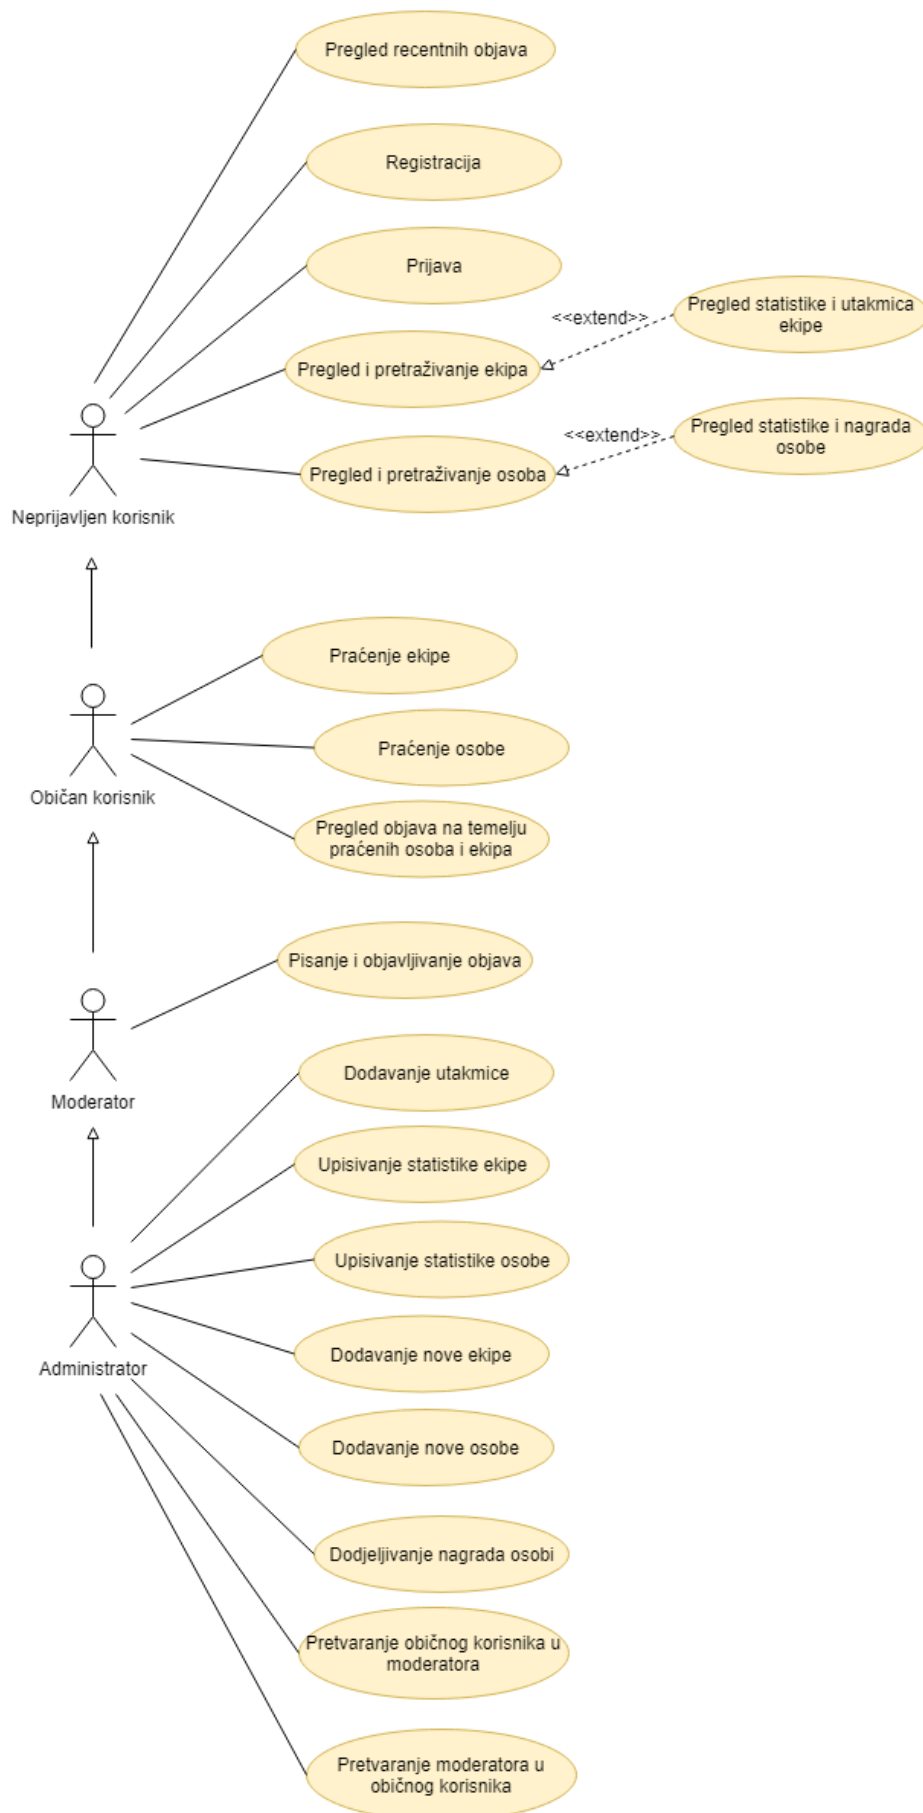 Pregled recentnih objava
Registracija
Prijava
<<extend>>
Pregled statistike i utakmica
ekipe
Pregled i pretraživanje ekipa
<<extend>>
Pregled statistike i nagrada
osobe
Pregled i pretraživanje osoba
Neprijavljen korisnik
Praćenje ekipe
Praćenje osobe
Običan korisnik
Pregled objava na temelju
praćenih osoba i ekipa
Pisanje i objavljivanje objava
Moderator
Dodavanje utakmice
Upisivanje statistike ekipe
Upisivanje statistike osobe
Dodavanje nove ekipe
Administrator
Dodavanje nove osobe
Dodjeljivanje nagrada osobi
Pretvaranje običnog korisnika u
moderatora
Pretvaranje moderatora u
običnog korisnika